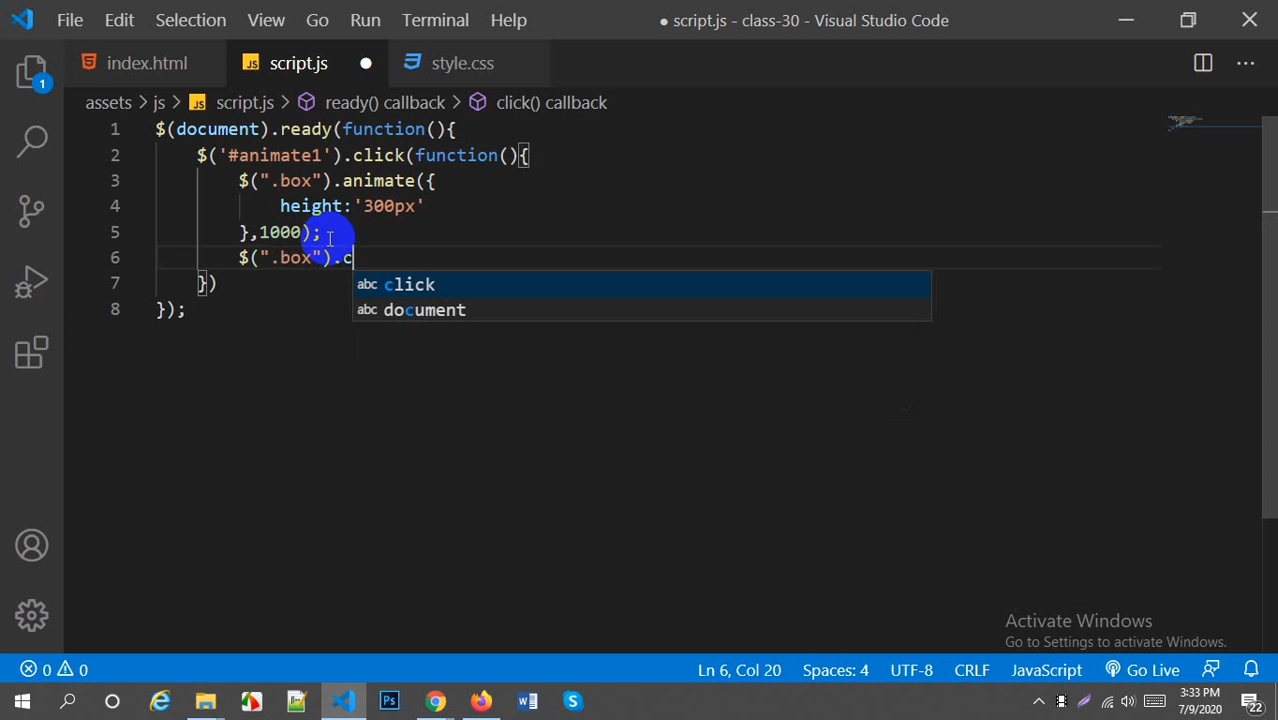 File Edit Selection View Go Run Terminal Help ● script.js - class-30 - Visual Studio Code
index.html script.js style.css
assets > js > JS script.js > ready() callback > click() callback
1 $(document).ready(function(){
2 $('#animate1').click(function(){
3 $(".box").animate({
4 height:'300px'
5 },1000);
6 $(".box").c
abc click
7 })
abc document
8 });
Activate Windows
Go to Settings to activate Windows.
0 0 Ln 6, Col 20 Spaces: 4 UTF-8 CRLF JavaScript Go Live
3:33 PM
7/9/2020
22